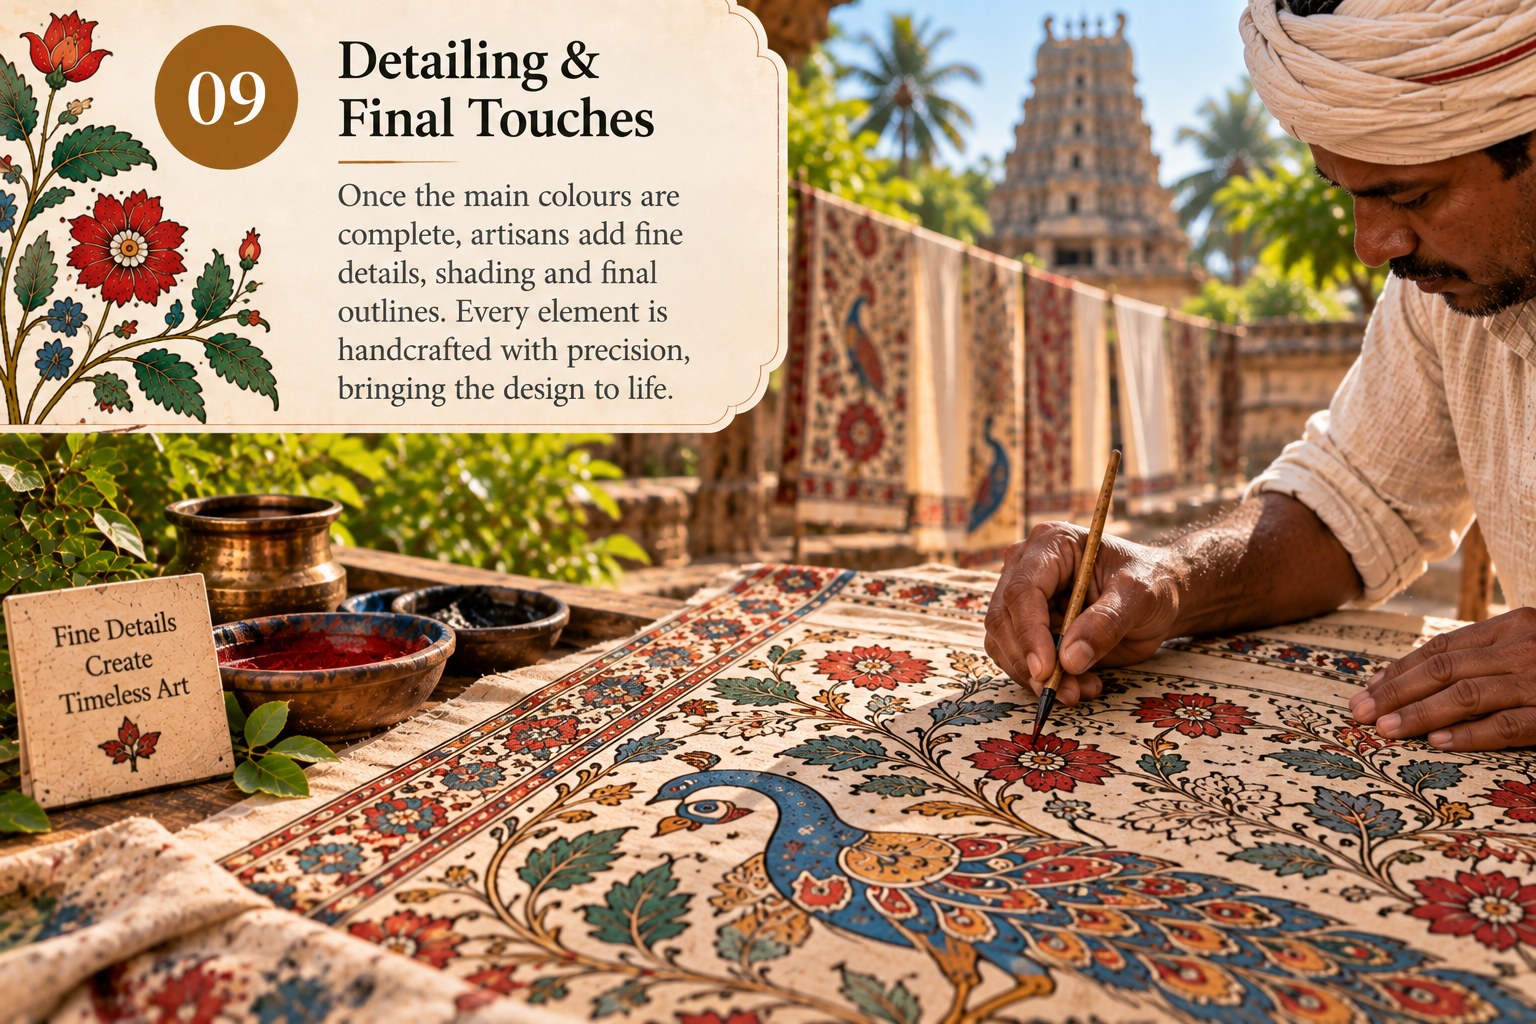 09
Detailing &
Final Touches
Once the main colours are
complete, artisans add fine
details, shading and final
outlines. Every element is
handcrafted with precision,
bringing the design to life.
Fine Details
Create
Timeless Art